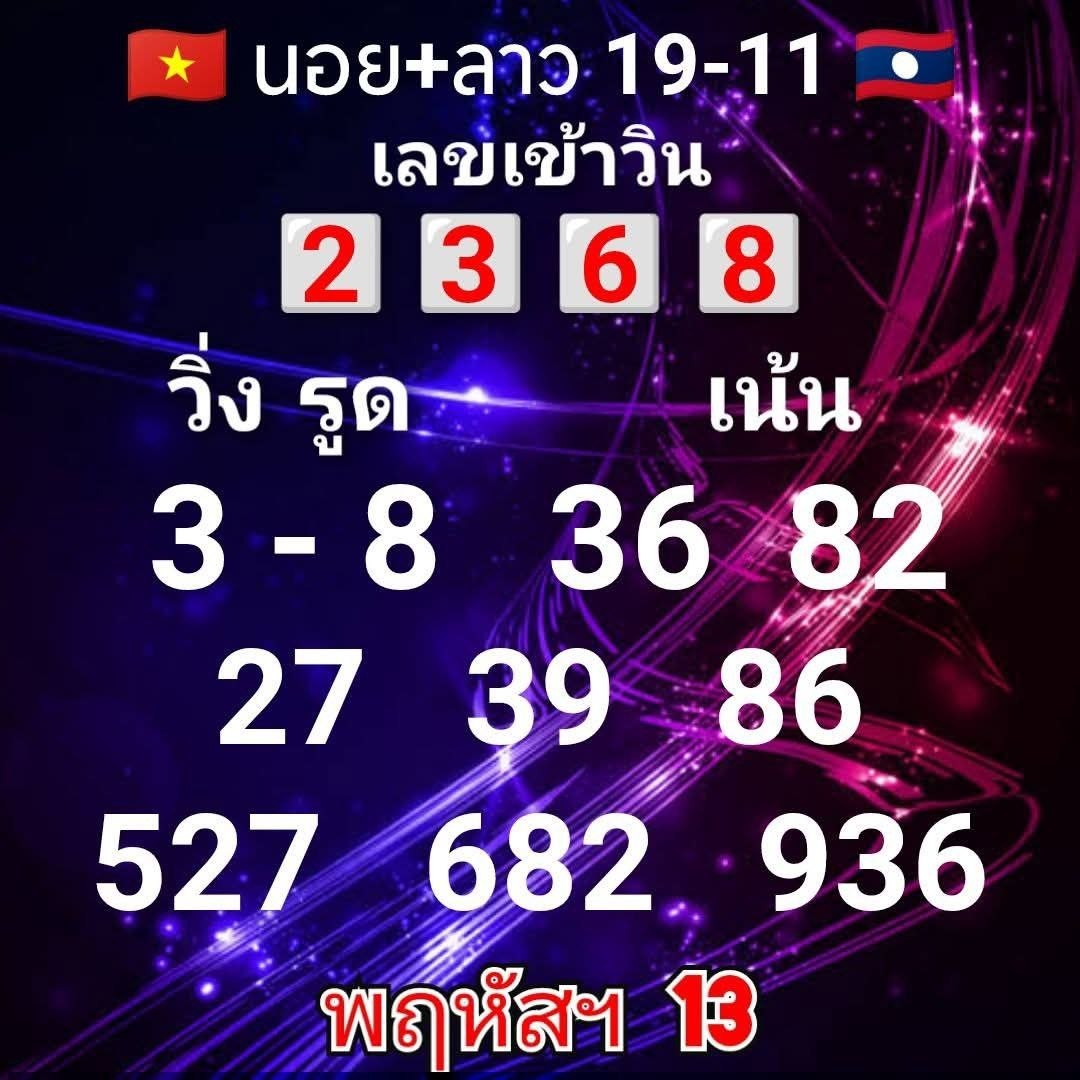 🇻🇳 นอย+ลาว 19-11 🇱🇦
เลขเข้าวิน
2 3 6 8
วิ่ง รูด เน้น
3 - 8 36 82
27 39 86
527 682 936
พฤหัสฯ 13